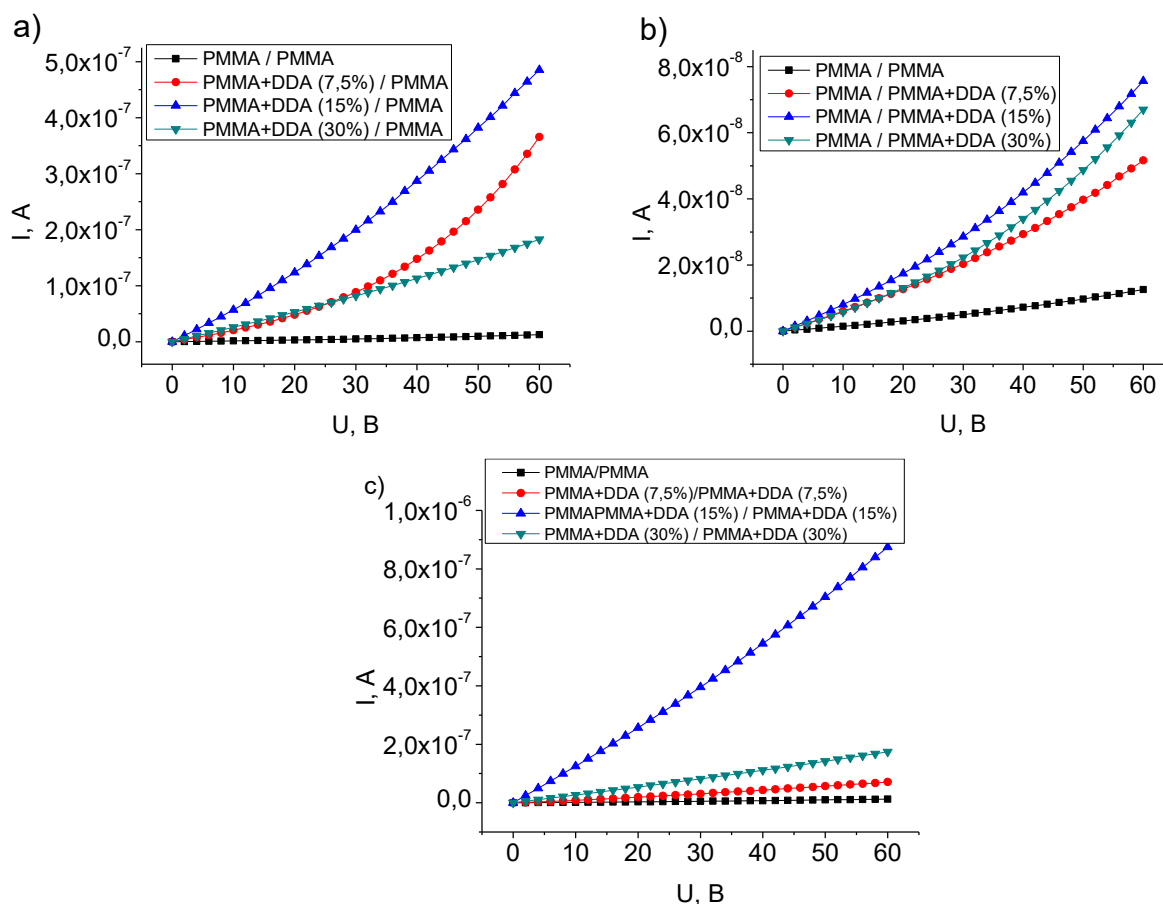 a)
PMMA / PMMA
PMMA+DDA (7,5%) / PMMA
PMMA+DDA (15%) / PMMA
PMMA+DDA (30%) / PMMA
5,0x10⁻⁷
4,0x10⁻⁷
3,0x10⁻⁷
2,0x10⁻⁷
1,0x10⁻⁷
0,0
I, A
0 10 20 30 40 50 60
U, B
b)
PMMA / PMMA
PMMA / PMMA+DDA (7,5%)
PMMA / PMMA+DDA (15%)
PMMA / PMMA+DDA (30%)
8,0x10⁻⁸
6,0x10⁻⁸
4,0x10⁻⁸
2,0x10⁻⁸
0,0
I, A
0 10 20 30 40 50 60
U, B
c)
PMMA/PMMA
PMMA+DDA (7,5%)/PMMA+DDA (7,5%)
PMMAPMMA+DDA (15%) / PMMA+DDA (15%)
PMMA+DDA (30%) / PMMA+DDA (30%)
1,0x10⁻⁶
8,0x10⁻⁷
6,0x10⁻⁷
4,0x10⁻⁷
2,0x10⁻⁷
0,0
I, A
0 10 20 30 40 50 60
U, B